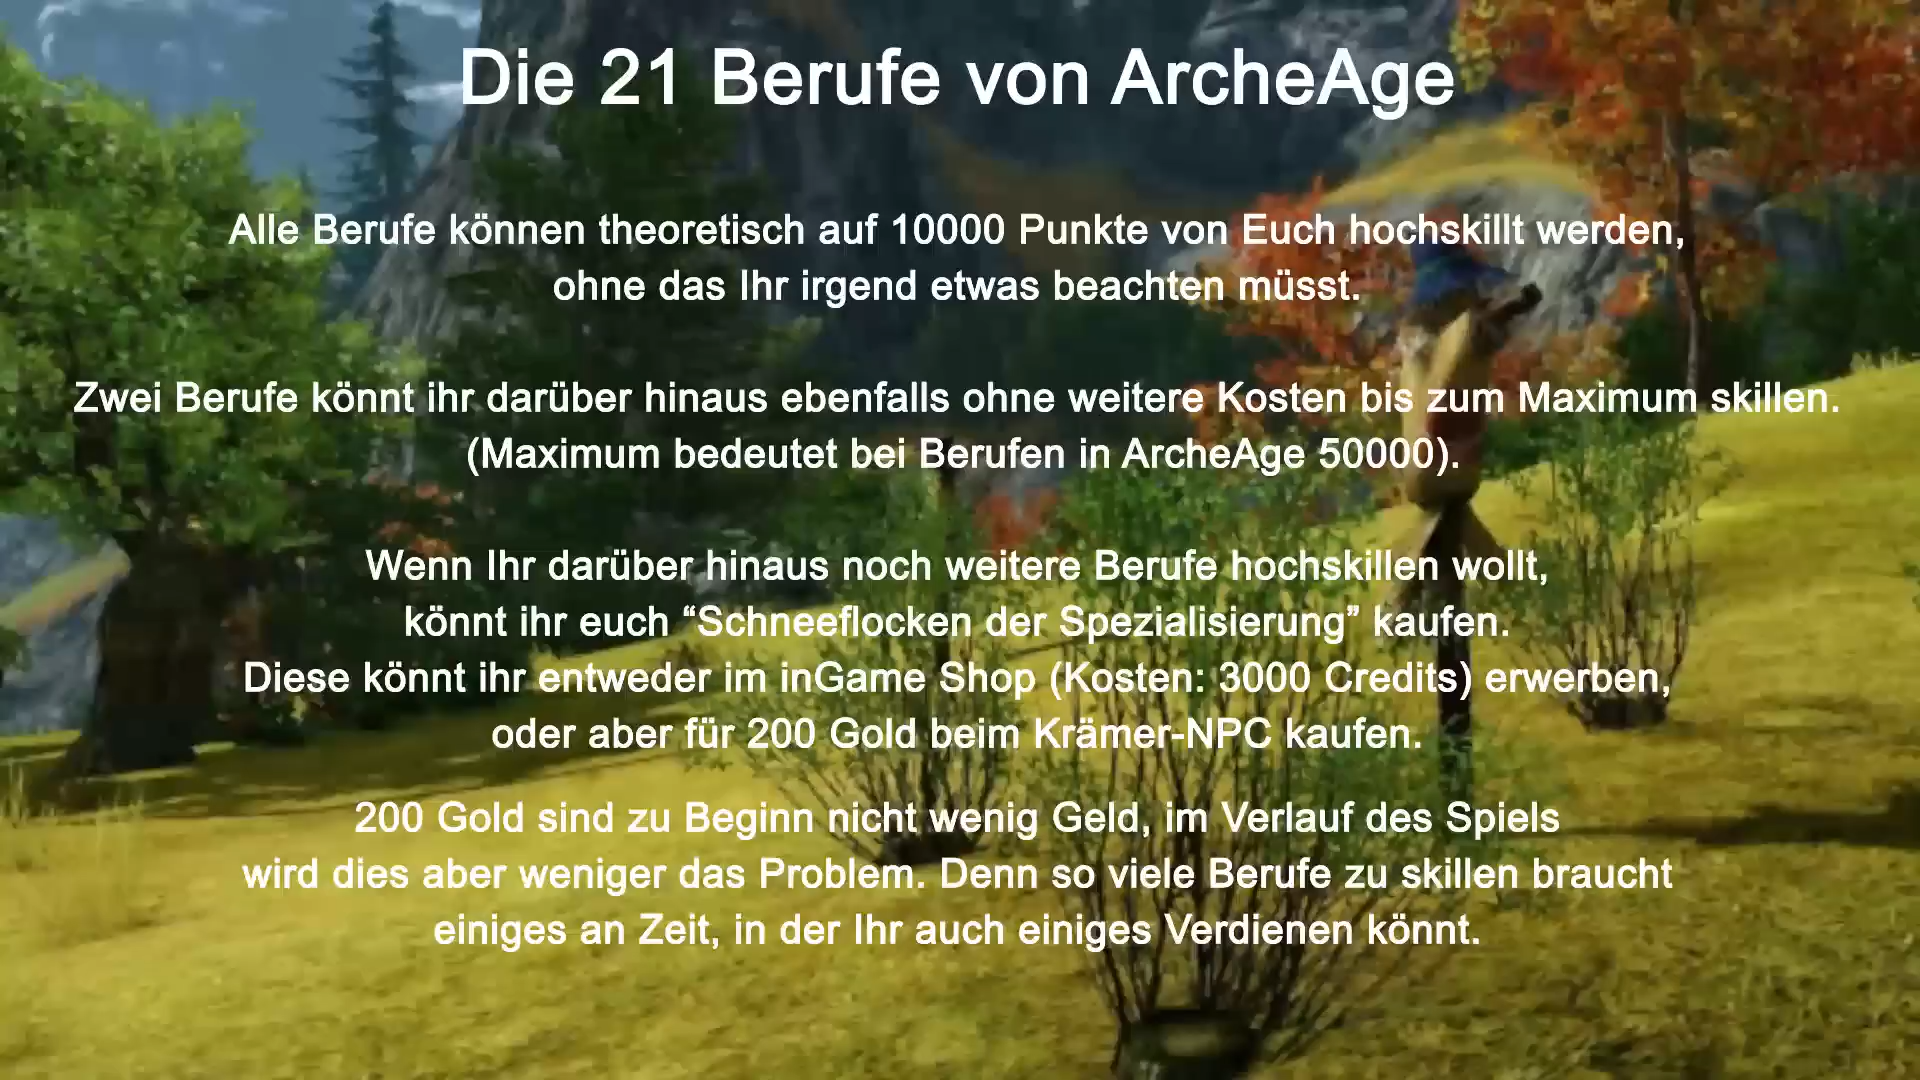 Die 21 Berufe von ArcheAge
Alle Berufe können theoretisch auf 10000 Punkte von Euch hochskillt werden,
ohne das Ihr irgend etwas beachten müsst.
Zwei Berufe könnt ihr darüber hinaus ebenfalls ohne weitere Kosten bis zum Maximum skillen.
(Maximum bedeutet bei Berufen in ArcheAge 50000).
Wenn Ihr darüber hinaus noch weitere Berufe hochskillen wollt,
könnt ihr euch “Schneeflocken der Spezialisierung” kaufen.
Diese könnt ihr entweder im inGame Shop (Kosten: 3000 Credits) erwerben,
oder aber für 200 Gold beim Krämer-NPC kaufen.
200 Gold sind zu Beginn nicht wenig Geld, im Verlauf des Spiels
wird dies aber weniger das Problem. Denn so viele Berufe zu skillen braucht
einiges an Zeit, in der Ihr auch einiges Verdienen könnt.